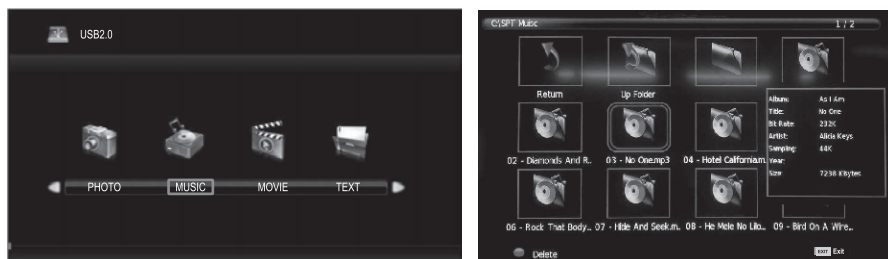 USB2.0
PHOTO MUSIC MOVIE TEXT
C:\SPT Muisc
1 / 2
Return
Up Folder
Album: As I Am
Title: No One
Bit Rate: 232K
Artist: Alicia Keys
Sampling: 44K
Year:
Size: 7238 KBytes
02 - Diamonds And R..
03 - No One.mp3
04 - Hotel California.m
06 - Rock That Body..
07 - Hide And Seek.m..
08 - He Mele No Lilo..
09 - Bird On A Wire..
Delete
EXIT Exit